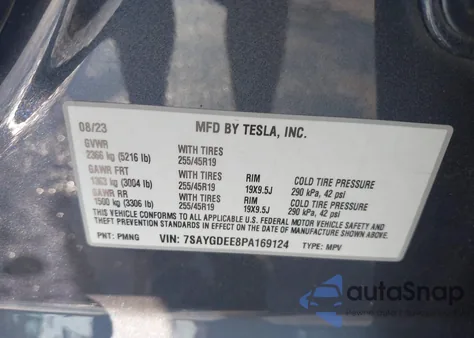 08/23 MFD BY TESLA, INC.
GVWR WITH TIRES
2366 kg (5216 lb) 255/45R19
GAWR FRT WITH TIRES RIM COLD TIRE PRESSURE
1363 kg (3004 lb) 255/45R19 19X9.5J 290 kPa, 42 psi
GAWR RR WITH TIRES RIM COLD TIRE PRESSURE
1500 kg (3306 lb) 255/45R19 19X9.5J 290 kPa, 42 psi
THIS VEHICLE CONFORMS TO ALL APPLICABLE U.S. FEDERAL MOTOR VEHICLE SAFETY AND
THEFT PREVENTION STANDARDS IN EFFECT ON THE DATE OF MANUFACTURE SHOWN ABOVE.
PNT: PMNG VIN: 7SAYGDEE8PA169124 TYPE: MPV
autoSnap